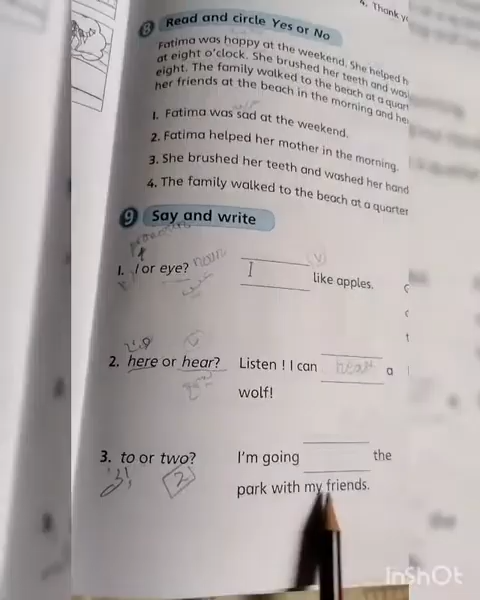 4. Thank y
8 Read and circle Yes or No
Fatima was happy at the weekend. She helped h
at eight o'clock. She brushed her teeth and was
eight. The family walked to the beach at a quart
her friends at the beach in the morning and he
1. Fatima was sad at the weekend.
2. Fatima helped her mother in the morning.
3. She brushed her teeth and washed her hand
4. The family walked to the beach at a quarter
9 Say and write
1. I or eye? noun I like apples.
2. here or hear? Listen ! I can hear a
wolf!
3. to or two? I'm going the
2 park with my friends.
InShOt